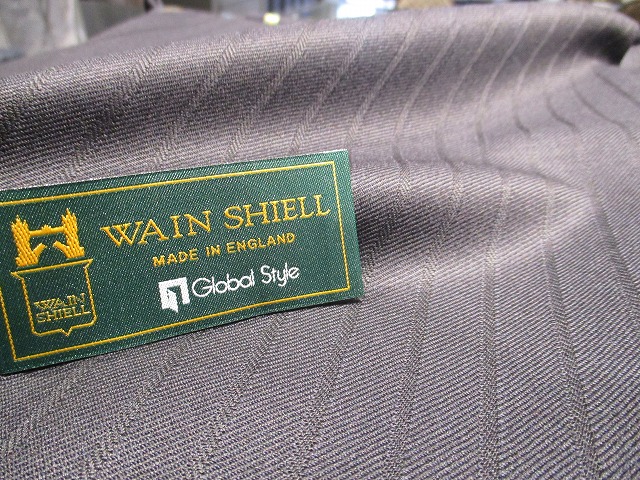 WAIN SHIELL
MADE IN ENGLAND
Global Style
WAIN
SHIELL